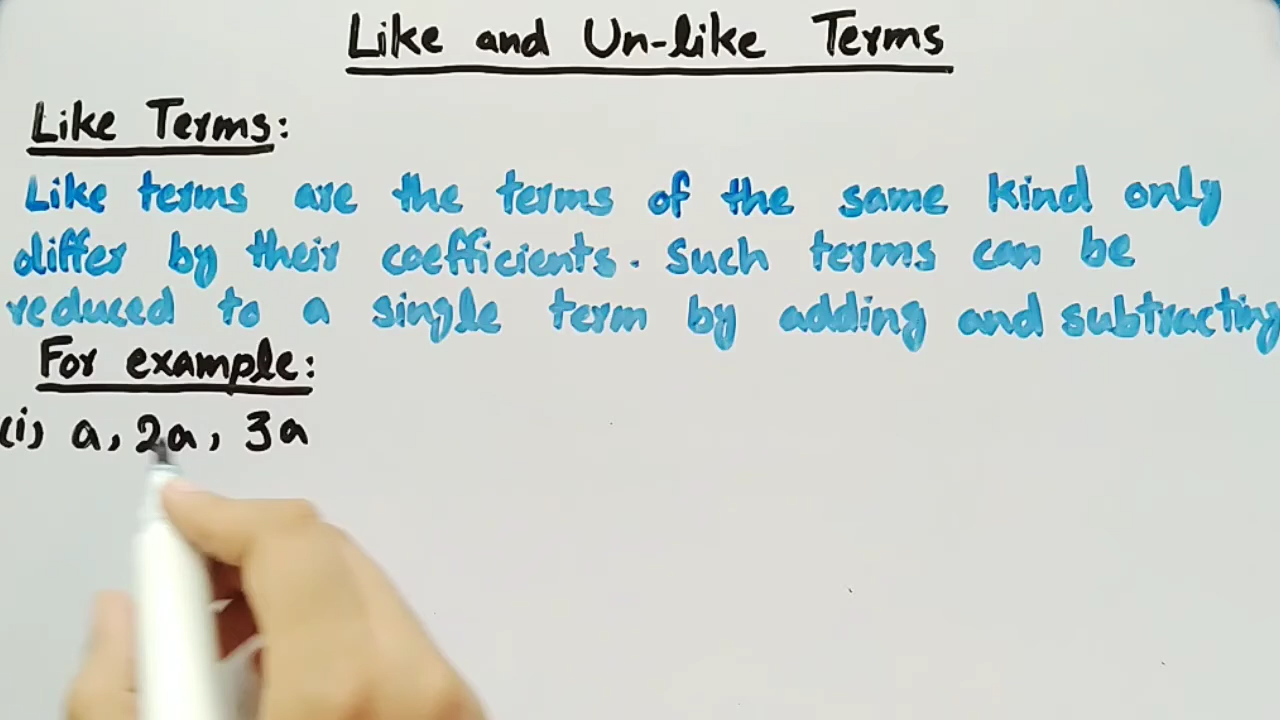 Like and Un-like Terms
Like Terms:
Like terms are the terms of the same kind only
differ by their coefficients. Such terms can be
reduced to a single term by adding and subtracting
For example:
(i) a, 2a, 3a